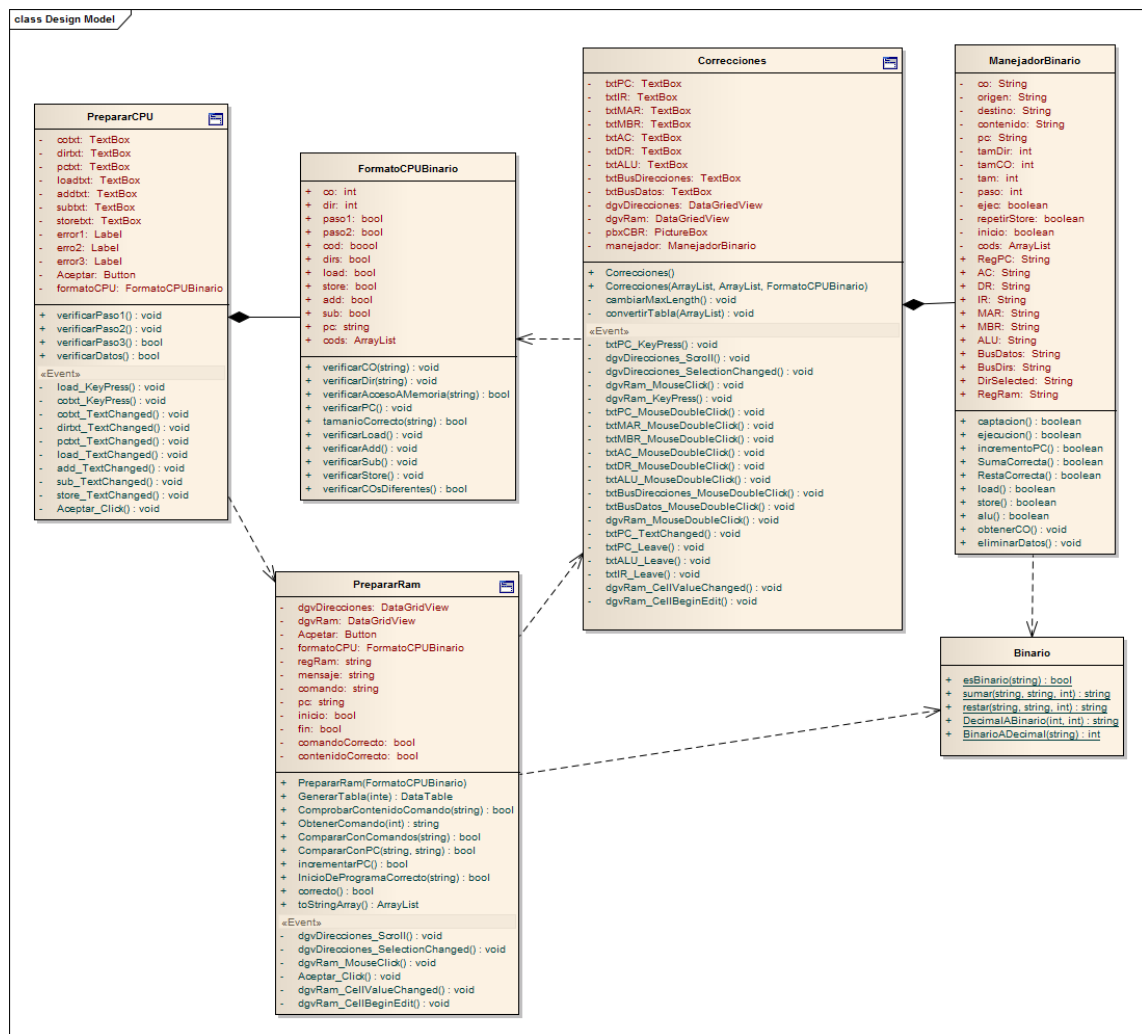 class Design Model
PrepararCPU
- cotxt: TextBox
- dirtxt: TextBox
- pctxt: TextBox
- loadtxt: TextBox
- addtxt: TextBox
- subtxt: TextBox
- storetxt: TextBox
- error1: Label
- erro2: Label
- error3: Label
- Aceptar: Button
- formatoCPU: FormatoCPUBinario
+ verificarPaso1() : void
+ verificarPaso2() : void
+ verificarPaso3() : bool
+ verificarDatos() : bool
«Event»
- load_KeyPress() : void
- cotxt_KeyPress() : void
- cotxt_TextChanged() : void
- dirtxt_TextChanged() : void
- pctxt_TextChanged() : void
- load_TextChanged() : void
- add_TextChanged() : void
- sub_TextChanged() : void
- store_TextChanged() : void
- Aceptar_Click() : void
FormatoCPUBinario
+ co: int
+ dir: int
+ paso1: bool
+ paso2: bool
+ cod: boool
+ dirs: bool
+ load: bool
+ store: bool
+ add: bool
+ sub: bool
+ pc: string
+ cods: ArrayList
+ verificarCO(string) : void
+ verificarDir(string) : void
+ verificarAccesoAMemoria(string) : bool
+ verificarPC() : void
+ tamanioCorrecto(string) : bool
+ verificarLoad() : void
+ verificarAdd() : void
+ verificarSub() : void
+ verificarStore() : void
+ verificarCOsDiferentes() : bool
Correcciones
- txtPC: TextBox
- txtIR: TextBox
- txtMAR: TextBox
- txtMBR: TextBox
- txtAC: TextBox
- txtDR: TextBox
- txtALU: TextBox
- txtBusDirecciones: TextBox
- txtBusDatos: TextBox
- dgvDirecciones: DataGriedView
- dgvRam: DataGriedView
- pbxCBR: PictureBox
- manejador: ManejadorBinario
+ Correcciones()
+ Correcciones(ArrayList, ArrayList, FormatoCPUBinario)
- cambiarMaxLength() : void
- convertirTabla(ArrayList) : void
«Event»
- txtPC_KeyPress() : void
- dgvDirecciones_Scroll() : void
- dgvDirecciones_SelectionChanged() : void
- dgvRam_MouseClick() : void
- dgvRam_KeyPress() : void
- txtPC_MouseDoubleClick() : void
- txtMAR_MouseDoubleClick() : void
- txtMBR_MouseDoubleClick() : void
- txtAC_MouseDoubleClick() : void
- txtDR_MouseDoubleClick() : void
- txtALU_MouseDoubleClick() : void
- txtBusDirecciones_MouseDoubleClick() : void
- txtBusDatos_MouseDoubleClick() : void
- dgvRam_MouseDoubleClick() : void
- txtPC_TextChanged() : void
- txtPC_Leave() : void
- txtALU_Leave() : void
- txtIR_Leave() : void
- dgvRam_CellValueChanged() : void
- dgvRam_CellBeginEdit() : void
ManejadorBinario
- co: String
- origen: String
- destino: String
- contenido: String
- pc: String
- tamDir: int
- tamCO: int
- tam: int
- paso: int
- ejec: boolean
- repetirStore: boolean
- inicio: boolean
- cods: ArrayList
+ RegPC: String
+ AC: String
+ DR: String
+ IR: String
+ MAR: String
+ MBR: String
+ ALU: String
+ BusDatos: String
+ BusDirs: String
+ DirSelected: String
+ RegRam: String
+ captacion() : boolean
+ ejecucion() : boolean
+ incrementoPC() : boolean
+ SumaCorrecta() : boolean
+ RestaCorrecta() : boolean
+ load() : boolean
+ store() : boolean
+ alu() : boolean
+ obtenerCO() : void
+ eliminarDatos() : void
PrepararRam
- dgvDirecciones: DataGridView
- dgvRam: DataGridView
- Acpetar: Button
- formatoCPU: FormatoCPUBinario
- regRam: string
- mensaje: string
- comando: string
- pc: string
- inicio: bool
- fin: bool
- comandoCorrecto: bool
- contenidoCorrecto: bool
+ PrepararRam(FormatoCPUBinario)
+ GenerarTabla(inte) : DataTable
+ ComprobarContenidoComando(string) : bool
+ ObtenerComando(int) : string
+ CompararConComandos(string) : bool
+ CompararConPC(string, string) : bool
+ incrementarPC() : bool
+ InicioDeProgramaCorrecto(string) : bool
+ correcto() : bool
+ toStringArray() : ArrayList
«Event»
- dgvDirecciones_Scroll() : void
- dgvDirecciones_SelectionChanged() : void
- dgvRam_MouseClick() : void
- Aceptar_Click() : void
- dgvRam_CellValueChanged() : void
- dgvRam_CellBeginEdit() : void
Binario
+ esBinario(string) : bool
+ sumar(string, string, int) : string
+ restar(string, string, int) : string
+ DecimalABinario(int, int) : string
+ BinarioADecimal(string) : int